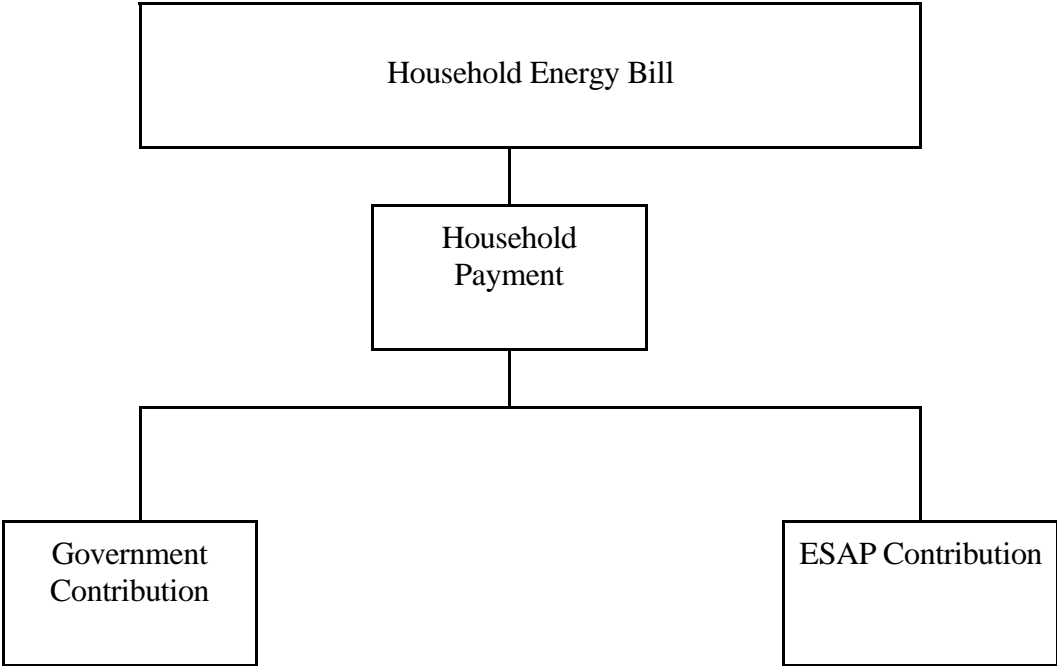 Household Energy Bill
Household
Payment
Government
Contribution
ESAP Contribution